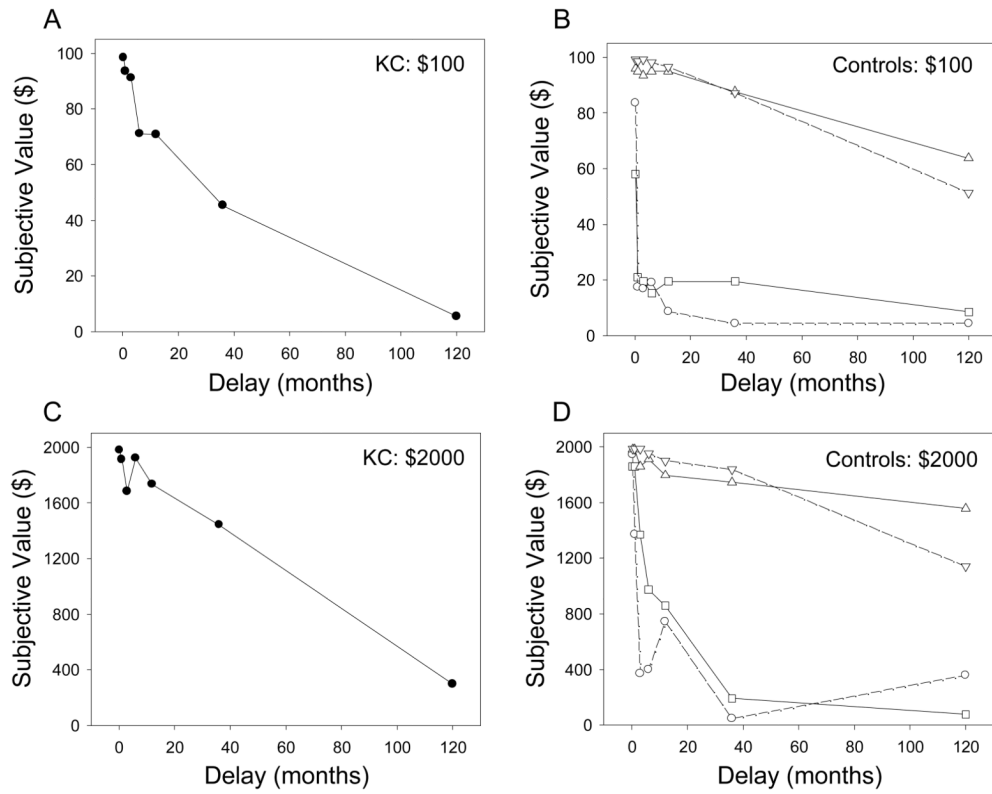 A
KC: $100
Subjective Value ($)
100
80
60
40
20
0
0 20 40 60 80 100 120
Delay (months)
B
Controls: $100
Subjective Value ($)
100
80
60
40
20
0
0 20 40 60 80 100 120
Delay (months)
C
KC: $2000
Subjective Value ($)
2000
1600
1200
800
400
0
0 20 40 60 80 100 120
Delay (months)
D
Controls: $2000
Subjective Value ($)
2000
1600
1200
800
400
0
0 20 40 60 80 100 120
Delay (months)